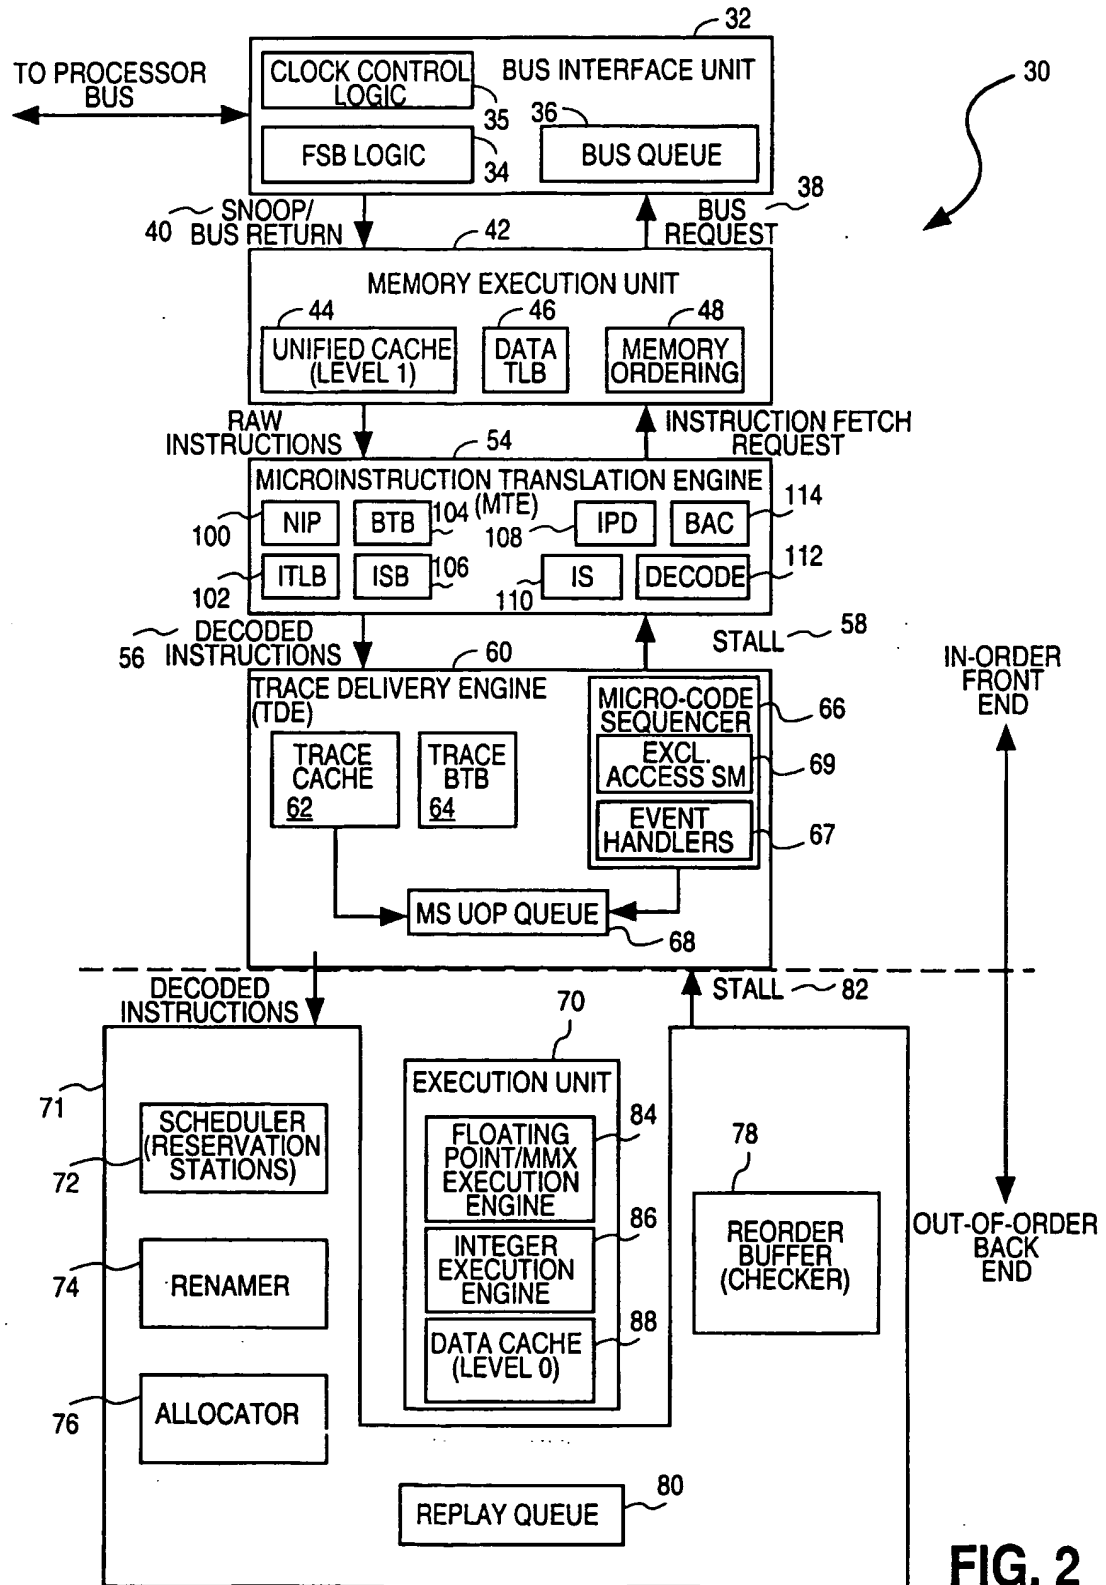 32
TO PROCESSOR
BUS
CLOCK CONTROL
LOGIC
35
BUS INTERFACE UNIT
30
FSB LOGIC
34
36
BUS QUEUE
40
SNOOP/
BUS RETURN
42
BUS
REQUEST
38
MEMORY EXECUTION UNIT
44
UNIFIED CACHE
(LEVEL 1)
46
DATA
TLB
48
MEMORY
ORDERING
RAW
INSTRUCTIONS
54
INSTRUCTION FETCH
REQUEST
MICROINSTRUCTION TRANSLATION ENGINE
(MTE)
100
NIP
BTB
104
108
IPD
BAC
114
102
ITLB
ISB
106
110
IS
DECODE
112
56
DECODED
INSTRUCTIONS
60
STALL
58
TRACE DELIVERY ENGINE
(TDE)
MICRO-CODE
SEQUENCER
66
IN-ORDER
FRONT
END
TRACE
CACHE
62
TRACE
BTB
64
EXCL.
ACCESS SM
69
EVENT
HANDLERS
67
MS UOP QUEUE
68
DECODED
INSTRUCTIONS
STALL
82
70
71
EXECUTION UNIT
SCHEDULER
(RESERVATION
STATIONS)
72
FLOATING
POINT/MMX
EXECUTION
ENGINE
84
78
REORDER
BUFFER
(CHECKER)
OUT-OF-ORDER
BACK
END
74
RENAMER
INTEGER
EXECUTION
ENGINE
86
DATA CACHE
(LEVEL 0)
88
76
ALLOCATOR
REPLAY QUEUE
80
FIG. 2